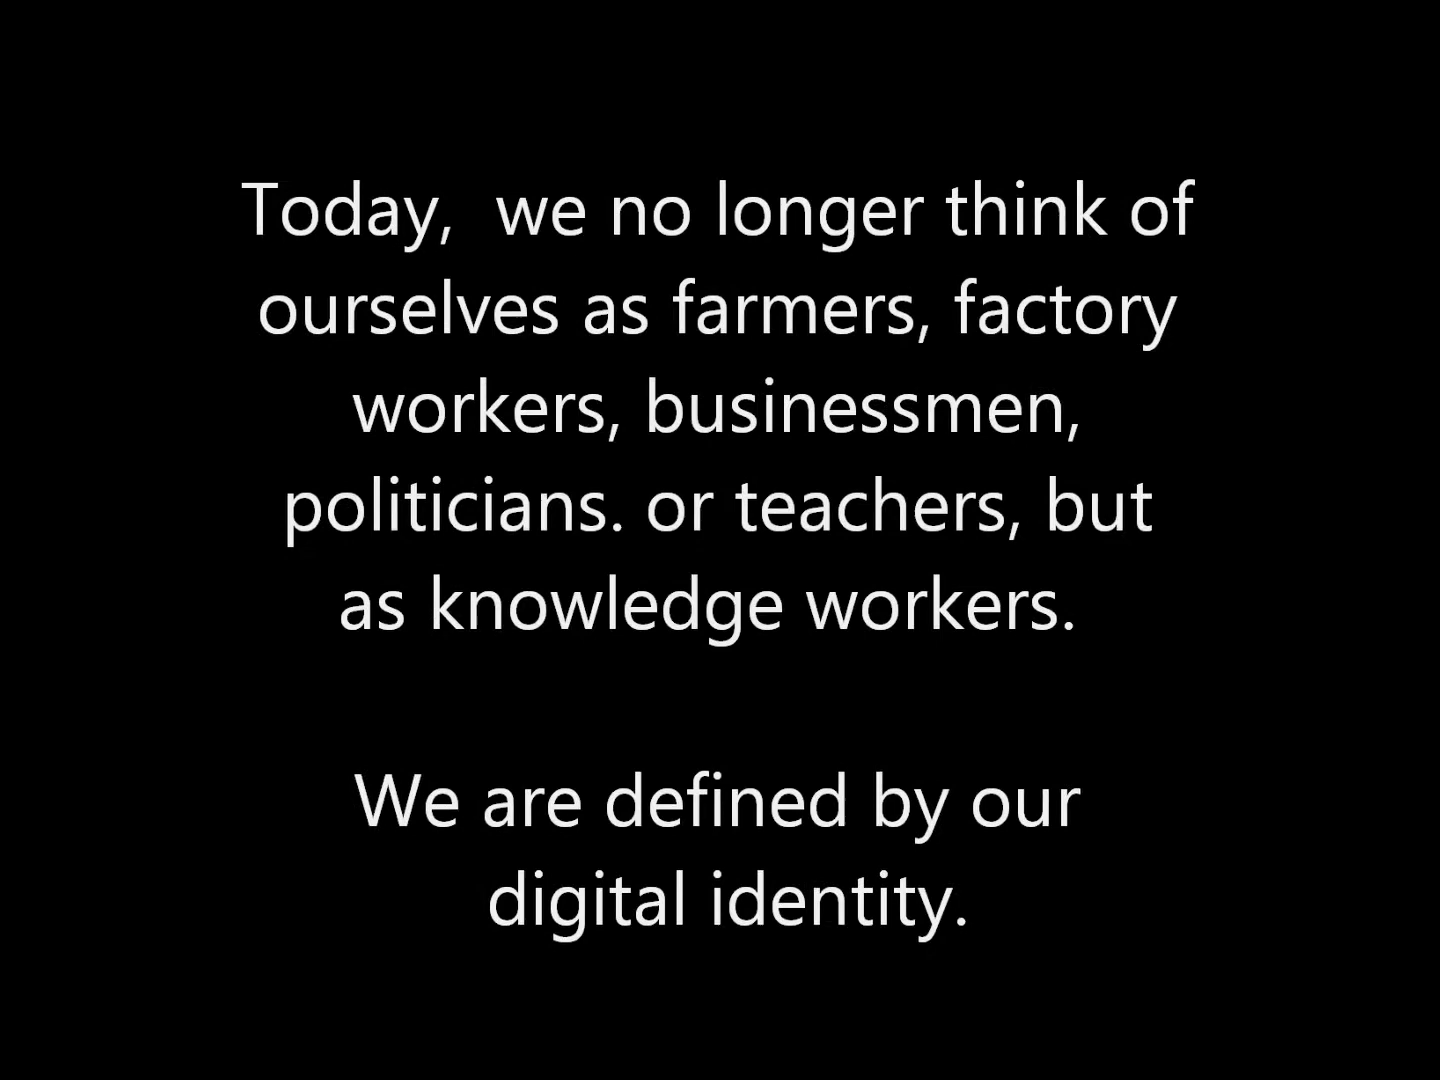 Today,  we no longer think of
ourselves as farmers, factory
workers, businessmen,
politicians. or teachers, but
as knowledge workers.
We are defined by our
digital identity.